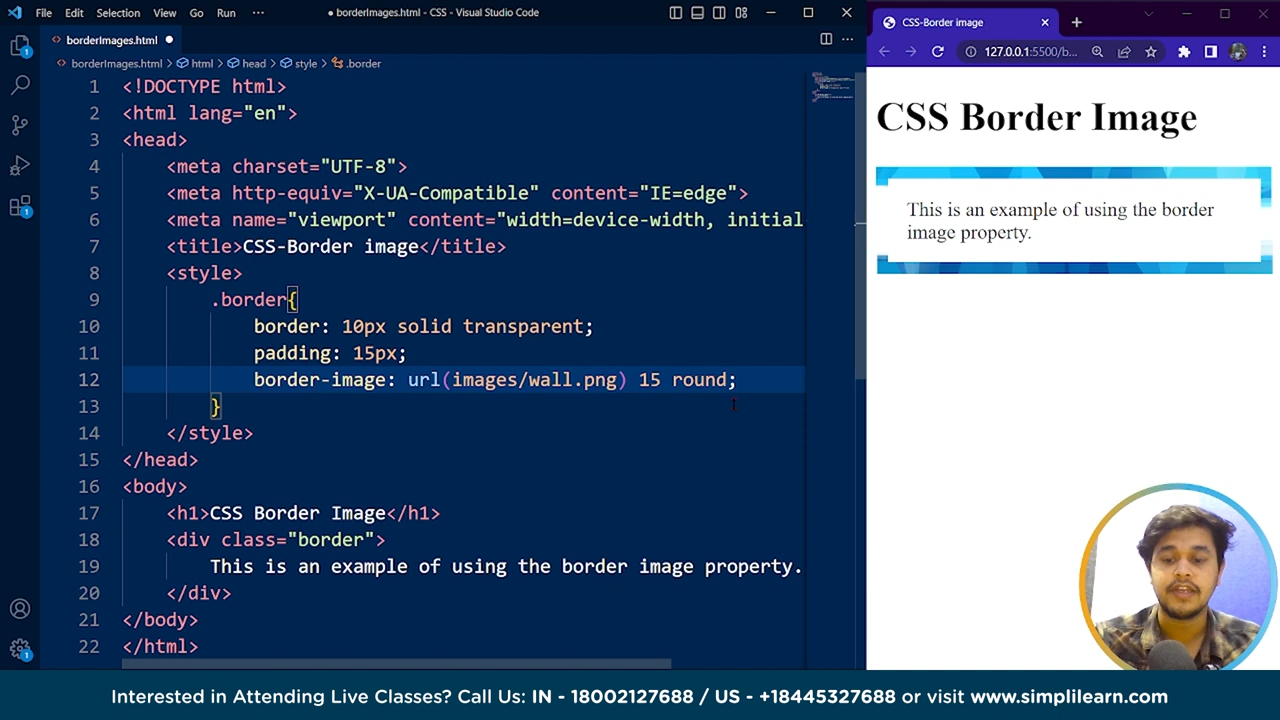 File Edit Selection View Go Run ··· ● borderImages.html - CSS - Visual Studio Code
<> borderImages.html ●
<> borderImages.html > html > head > style > .border
1 <!DOCTYPE html>
2 <html lang="en">
3 <head>
4 <meta charset="UTF-8">
5 <meta http-equiv="X-UA-Compatible" content="IE=edge">
6 <meta name="viewport" content="width=device-width, initial
7 <title>CSS-Border image</title>
8 <style>
9 .border{
10 border: 10px solid transparent;
11 padding: 15px;
12 border-image: url(images/wall.png) 15 round;
13 }
14 </style>
15 </head>
16 <body>
17 <h1>CSS Border Image</h1>
18 <div class="border">
19 This is an example of using the border image property.
20 </div>
21 </body>
22 </html>
1
1
1
CSS-Border image
127.0.0.1:5500/b...
CSS Border Image
This is an example of using the border
image property.
Interested in Attending Live Classes? Call Us: IN - 18002127688 / US - +18445327688 or visit www.simplilearn.com